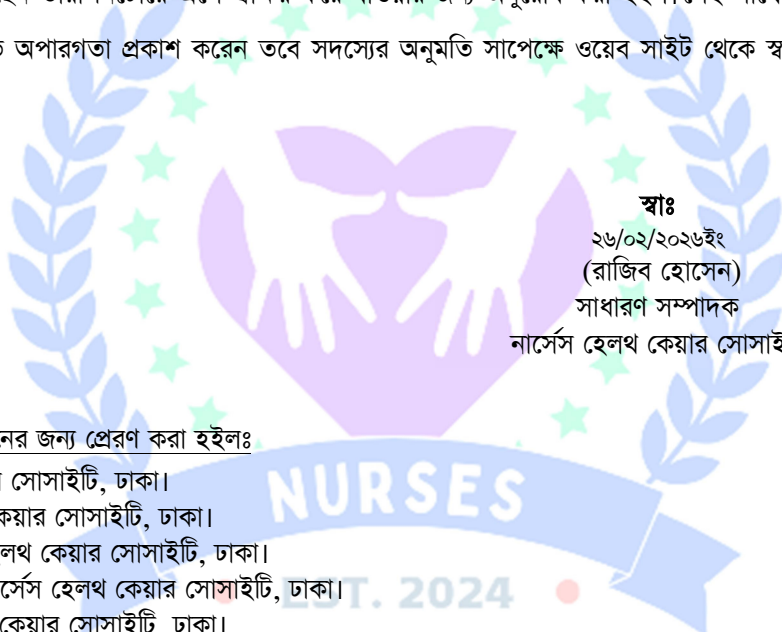 অপারগতা প্রকাশ করেন তবে সদস্যের অনুমতি সাপেক্ষে ওয়েব সাইট থেকে
স্বাঃ
২৬/০২/২০২৬ইং
(রাজিব হোসেন)
সাধারণ সম্পাদক
নার্সেস হেলথ কেয়ার
জন্য প্রেরণ করা হইলঃ
সোসাইটি, ঢাকা।
কেয়ার সোসাইটি, ঢাকা।
কেয়ার সোসাইটি, ঢাকা।
হেলথ কেয়ার সোসাইটি, ঢাকা।
কেয়ার সোসাইটি, ঢাকা।
NURSES
EST. 2024